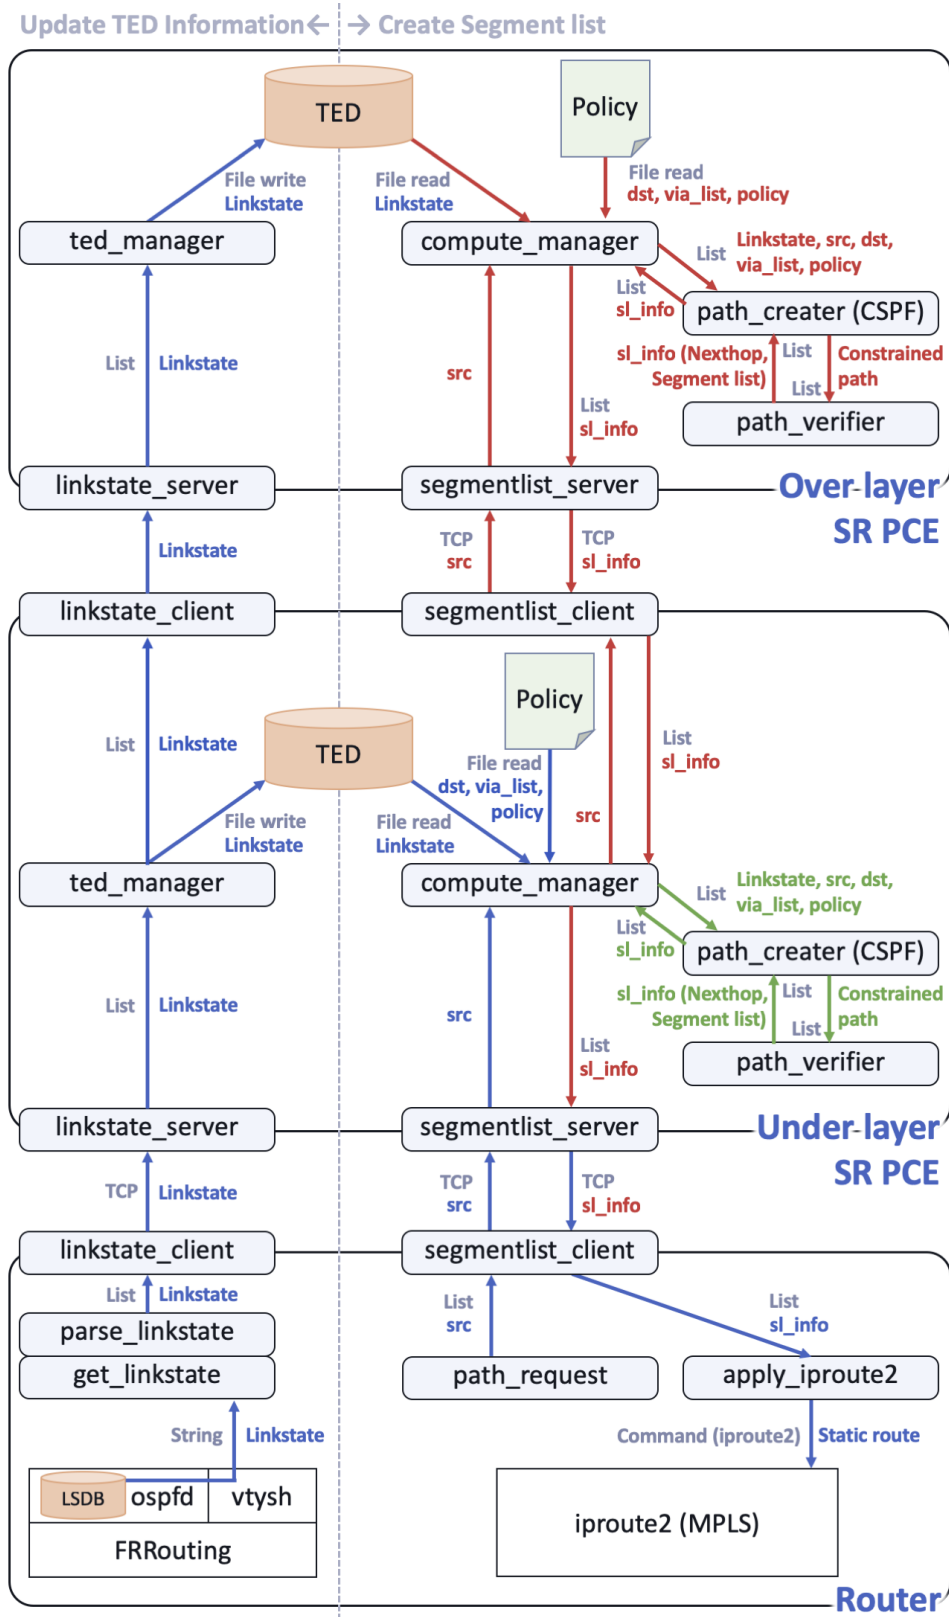 Update TED Information ← → Create Segment list
TED
Policy
File write
Linkstate
File read
Linkstate
File read
dst, via_list, policy
ted_manager
compute_manager
List
Linkstate, src, dst,
via_list, policy
List
sl_info
path_creater (CSPF)
List
Linkstate
src
List
sl_info
sl_info (Nexthop,
Segment list)
List
List
Constrained
path
path_verifier
linkstate_server
segmentlist_server
Over layer
SR PCE
Linkstate
TCP
src
TCP
sl_info
linkstate_client
segmentlist_client
Policy
List
Linkstate
TED
File read
dst, via_list,
policy
src
List
sl_info
File write
Linkstate
File read
Linkstate
ted_manager
compute_manager
List
Linkstate, src, dst,
via_list, policy
List
sl_info
path_creater (CSPF)
List
Linkstate
src
List
sl_info
sl_info (Nexthop,
Segment list)
List
List
Constrained
path
path_verifier
linkstate_server
segmentlist_server
Under layer
SR PCE
TCP
Linkstate
TCP
src
TCP
sl_info
linkstate_client
segmentlist_client
List
Linkstate
List
src
List
sl_info
parse_linkstate
get_linkstate
path_request
apply_iproute2
String
Linkstate
Command (iproute2)
Static route
LSDB
ospfd
vtysh
FRRouting
iproute2 (MPLS)
Router